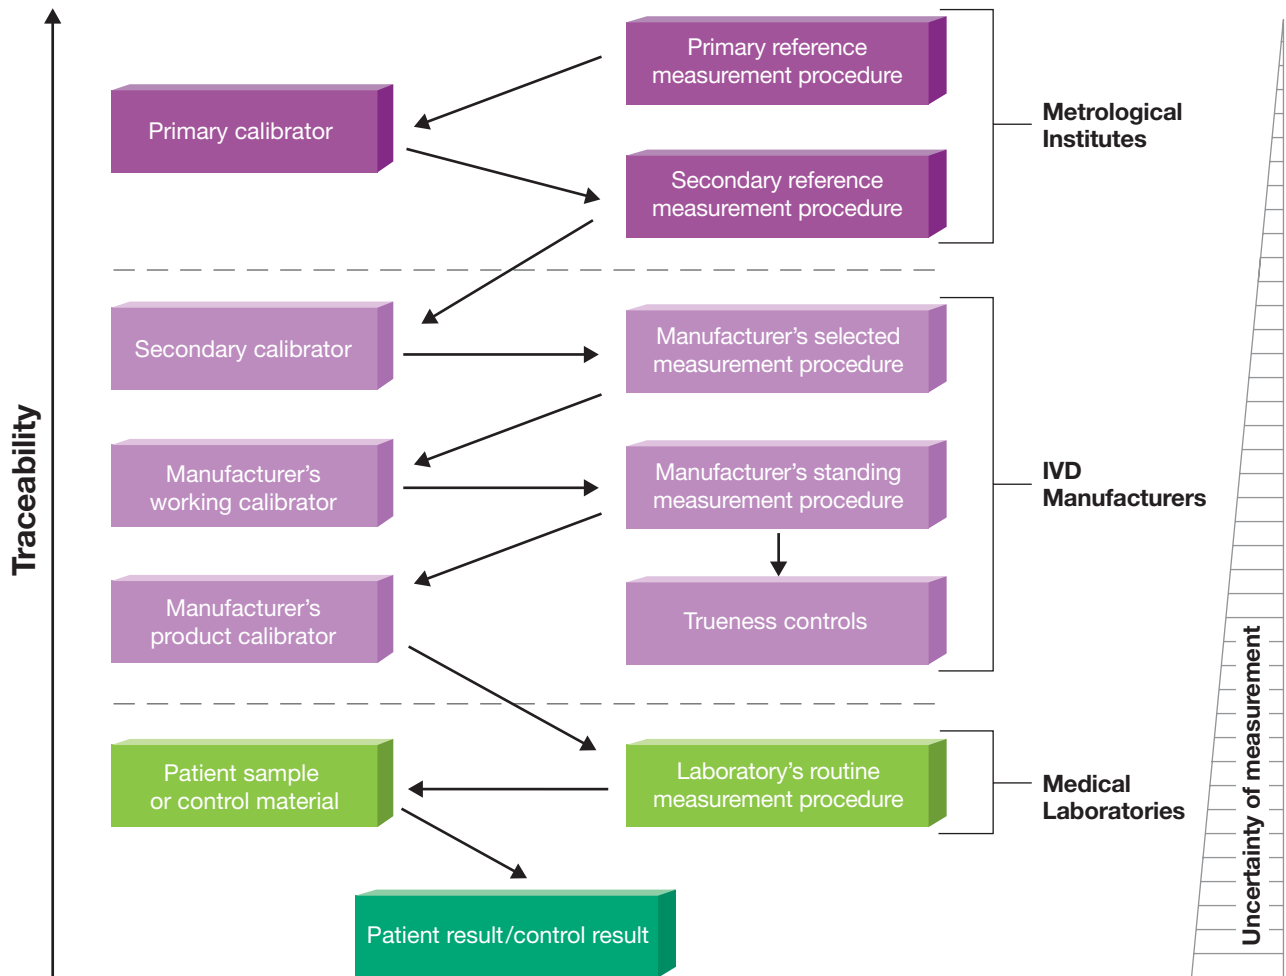 Primary reference
measurement procedure
Primary calibrator
Metrological
Institutes
Secondary reference
measurement procedure
Secondary calibrator
Manufacturer's selected
measurement procedure
Manufacturer's
working calibrator
Manufacturer's standing
measurement procedure
IVD
Manufacturers
Manufacturer's
product calibrator
Trueness controls
Patient sample
or control material
Laboratory's routine
measurement procedure
Medical
Laboratories
Patient result/control result
Traceability
Uncertainty of measurement